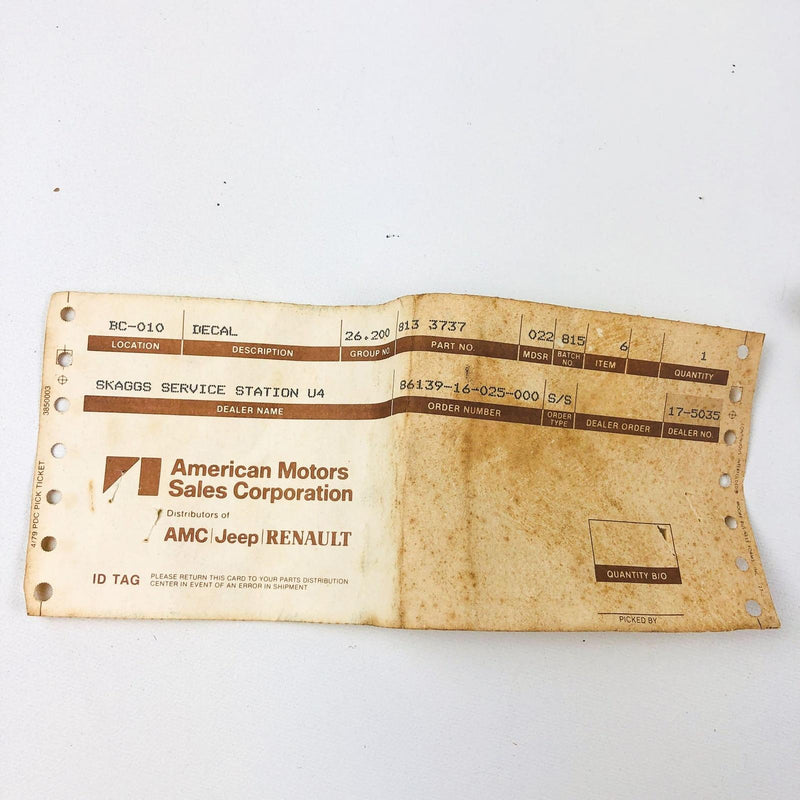 BC-010 DECAL 26.200 813 3737 022 815 6 1
LOCATION DESCRIPTION GROUP NO. PART NO. MDSR BATCH NO. ITEM QUANTITY
SKAGGS SERVICE STATION U4 86139-16-025-000 S/S 17-5035
DEALER NAME ORDER NUMBER ORDER TYPE DEALER ORDER DEALER NO.
American Motors
Sales Corporation
Distributors of
AMC|Jeep|RENAULT
ID TAG PLEASE RETURN THIS CARD TO YOUR PARTS DISTRIBUTION
CENTER IN EVENT OF AN ERROR IN SHIPMENT
QUANTITY B/O
PICKED BY
4/79 PDC PICK TICKET 3850003